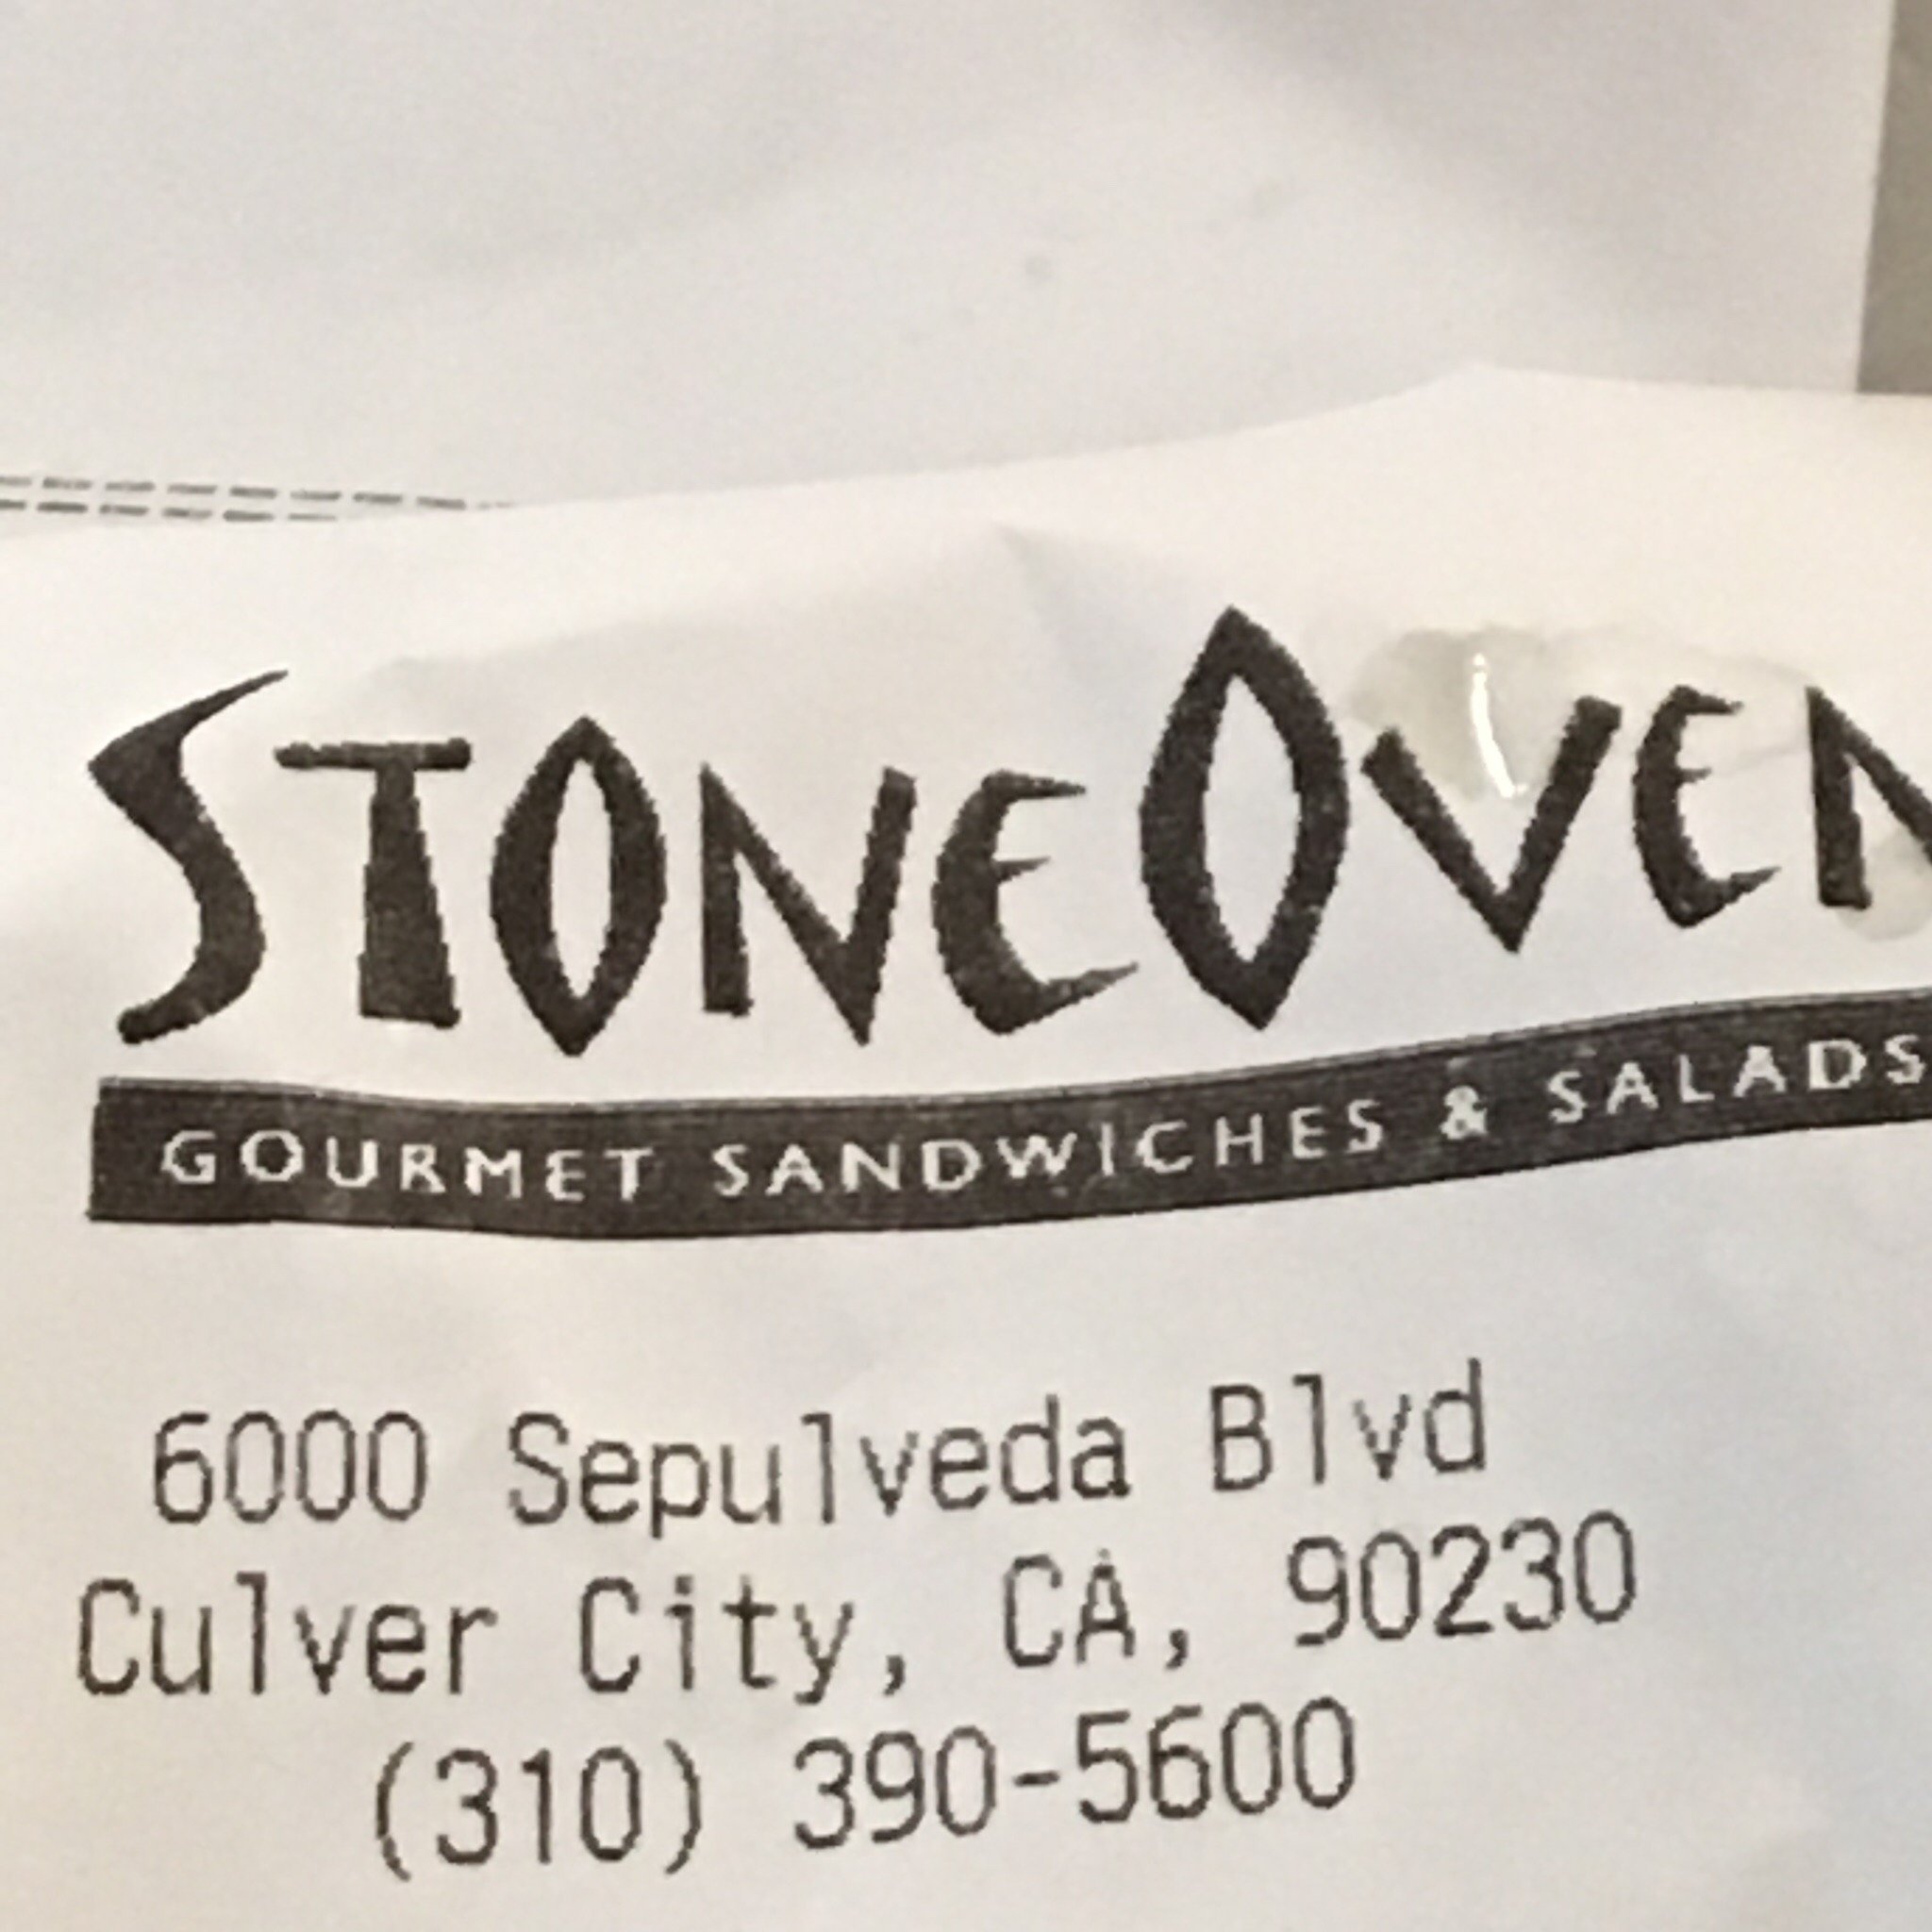 STONEOVEN
GOURMET SANDWICHES & SALADS
6000 Sepulveda Blvd
Culver City, CA, 90230
(310) 390-5600